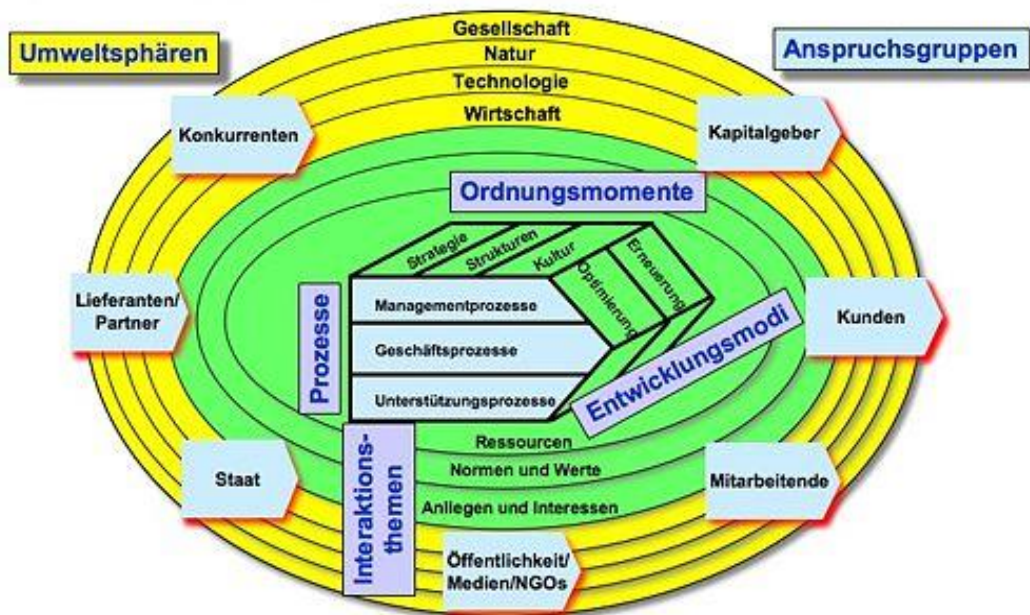 Gesellschaft
Umweltsphären
Natur
Anspruchsgruppen
Technologie
Wirtschaft
Konkurrenten
Kapitalgeber
Ordnungsmomente
Strategie
Strukturen
Kultur
Optimierung
Erneuerung
Prozesse
Managementprozesse
Geschäftsprozesse
Unterstützungsprozesse
Entwicklungsmodi
Lieferanten/
Partner
Kunden
Ressourcen
Normen und Werte
Anliegen und Interessen
Staat
Interaktions-
themen
Mitarbeitende
Öffentlichkeit/
Medien/NGOs